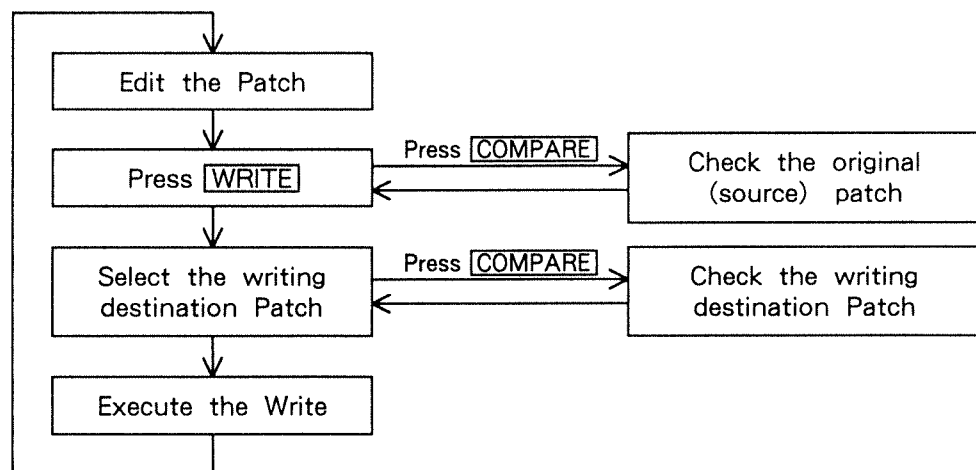 Edit the Patch
Press WRITE
Press COMPARE
Check the original
(source) patch
Select the writing
destination Patch
Press COMPARE
Check the writing
destination Patch
Execute the Write